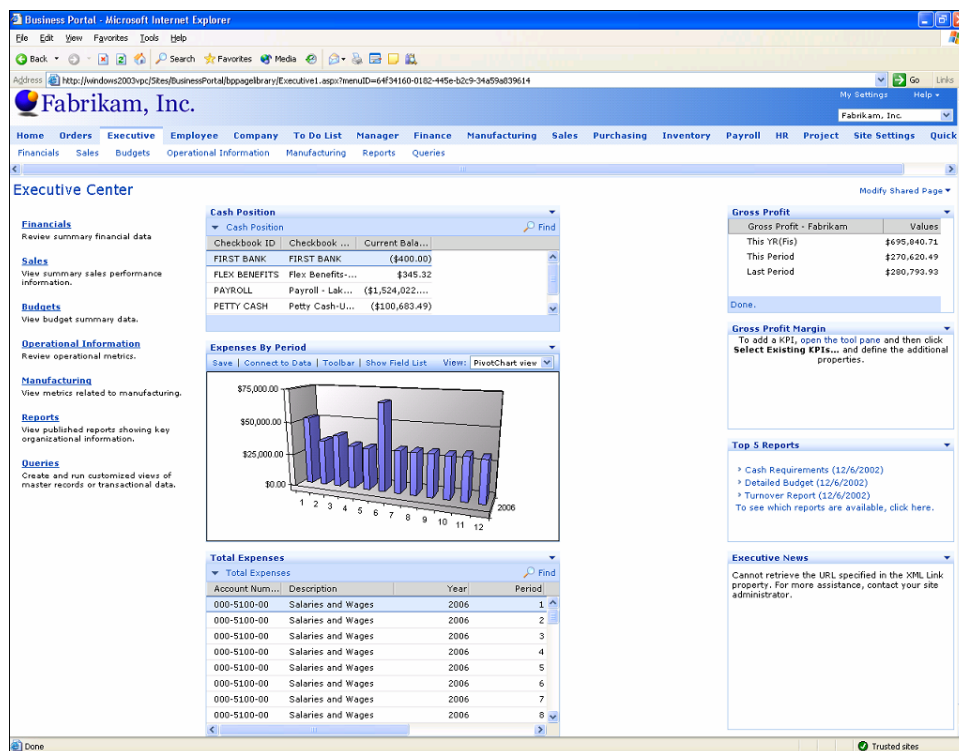 Business Portal - Microsoft Internet Explorer
File Edit View Favorites Tools Help
Back Search Favorites Media
Address http://windows2003vpc/Sites/BusinessPortal/bppagelibrary/Executive1.aspx?menuID=64f34160-0182-445e-b2c9-34a59a839614 Go Links
Fabrikam, Inc.
My Settings Help
Fabrikam, Inc.
Home Orders Executive Employee Company To Do List Manager Finance Manufacturing Sales Purchasing Inventory Payroll HR Project Site Settings Quick
Financials Sales Budgets Operational Information Manufacturing Reports Queries
Executive Center
Modify Shared Page
Financials
Review summary financial data
Sales
View summary sales performance
information.
Budgets
View budget summary data.
Operational Information
Review operational metrics.
Manufacturing
View metrics related to manufacturing.
Reports
View published reports showing key
organizational information.
Queries
Create and run customized views of
master records or transactional data.
Cash Position
Cash Position Find
Checkbook ID Checkbook ... Current Bala...
FIRST BANK FIRST BANK ($400.00)
FLEX BENEFITS Flex Benefits-... $345.32
PAYROLL Payroll - Lak... ($1,524,022....
PETTY CASH Petty Cash-U... ($100,683.49)
Expenses By Period
Save | Connect to Data | Toolbar | Show Field List View: PivotChart view
$75,000.00
$50,000.00
$25,000.00
$0.00
1 2 3 4 5 6 7 8 9 10 11 12
2006
Total Expenses
Total Expenses Find
Account Num... Description Year Period
000-5100-00 Salaries and Wages 2006 1
000-5100-00 Salaries and Wages 2006 2
000-5100-00 Salaries and Wages 2006 3
000-5100-00 Salaries and Wages 2006 4
000-5100-00 Salaries and Wages 2006 5
000-5100-00 Salaries and Wages 2006 6
000-5100-00 Salaries and Wages 2006 7
000-5100-00 Salaries and Wages 2006 8
Gross Profit
Gross Profit - Fabrikam Values
This YR(Fis) $695,840.71
This Period $270,620.49
Last Period $280,793.93
Done.
Gross Profit Margin
To add a KPI, open the tool pane and then click
Select Existing KPIs... and define the additional
properties.
Top 5 Reports
Cash Requirements (12/6/2002)
Detailed Budget (12/6/2002)
Turnover Report (12/6/2002)
To see which reports are available, click here.
Executive News
Cannot retrieve the URL specified in the XML Link
property. For more assistance, contact your site
administrator.
Done Trusted sites